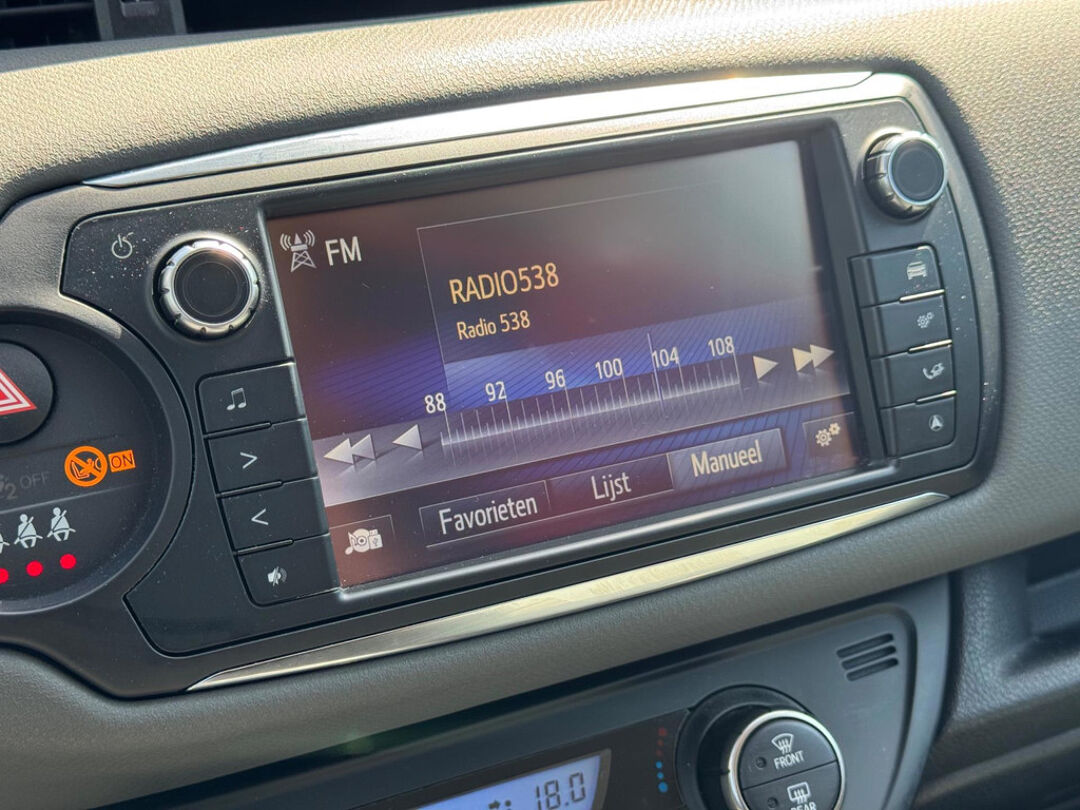 FM
RADIO538
Radio 538
88 92 96 100 104 108
Favorieten Lijst Manueel
2 OFF
ON
18.0
FRONT
REAR